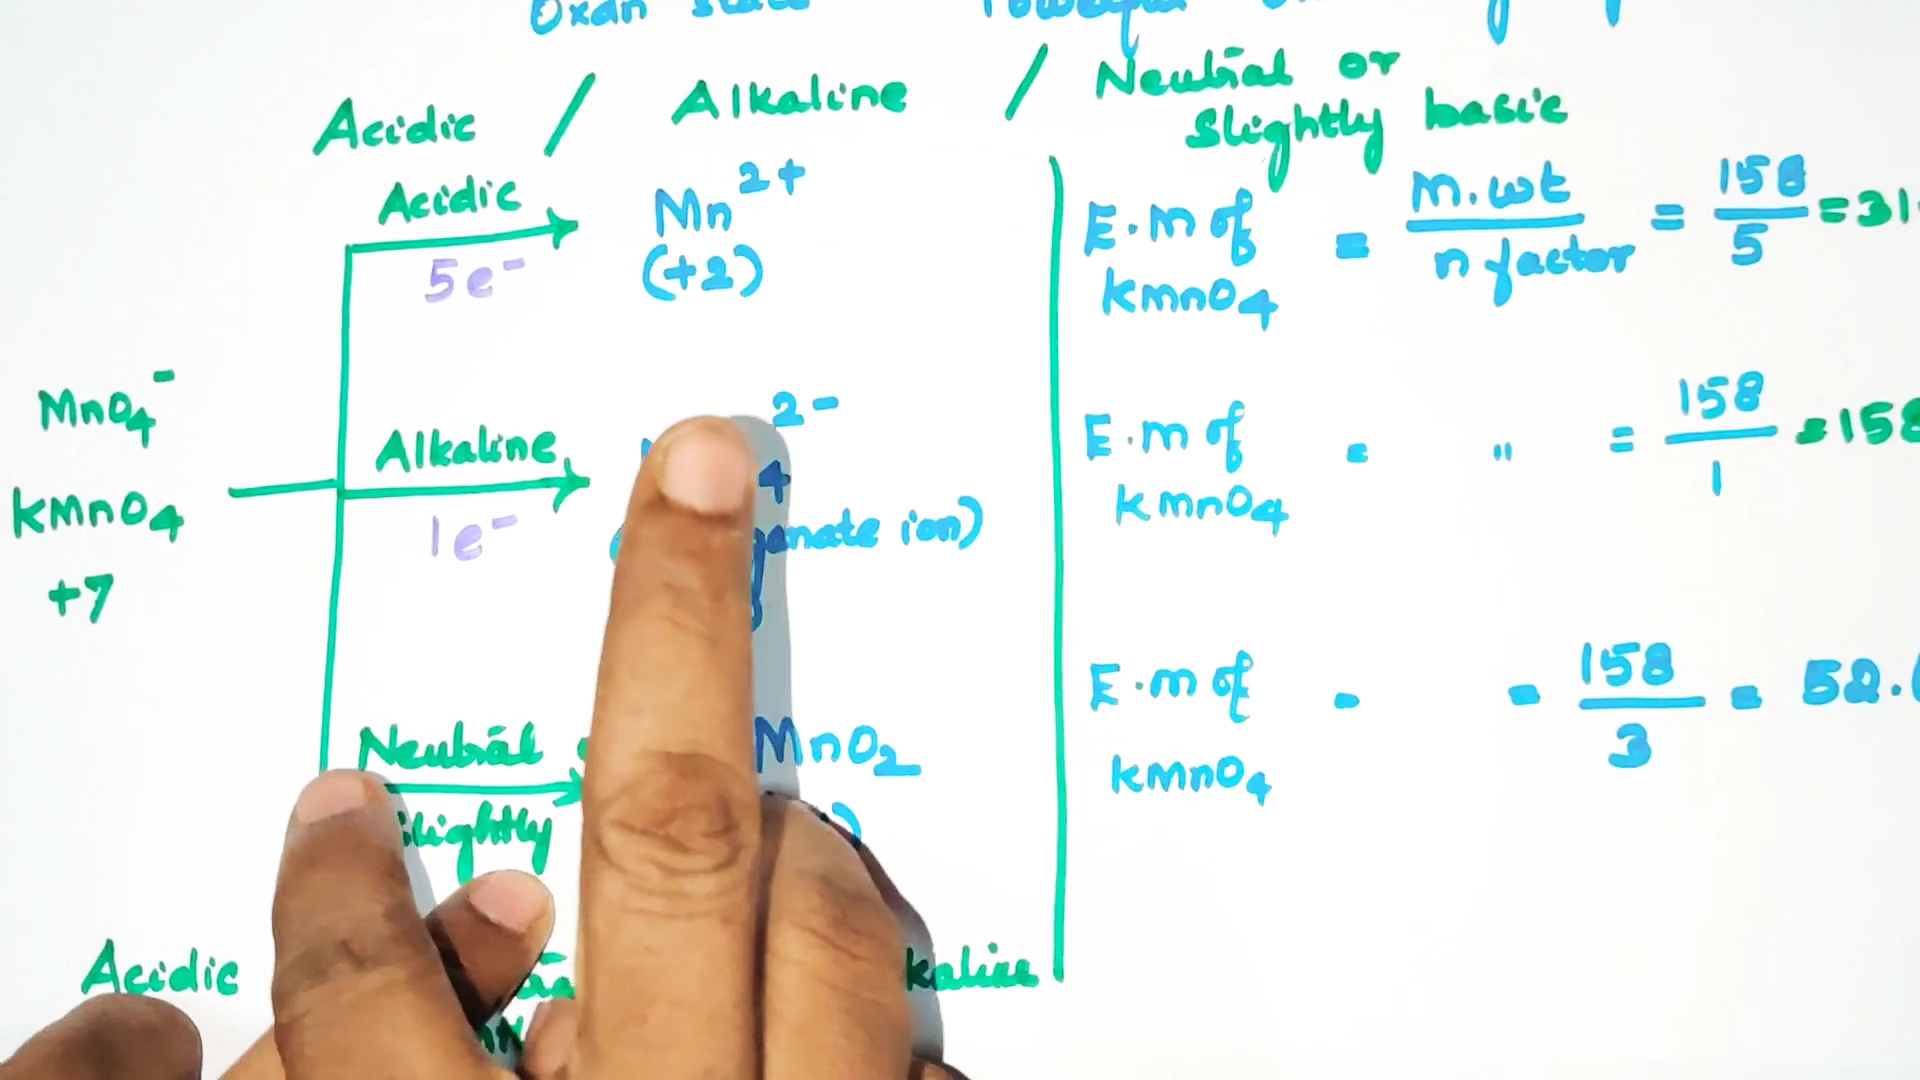 Oxdn state
Acidic / Alkaline / Neutral or
slightly basic
Acidic
5e⁻
Mn²⁺
(+2)
E.m of
KMnO₄ = M.wt / n factor = 158 / 5 = 31.
MnO₄⁻
KMnO₄
+7
Alkaline
1e⁻
2-
4
ganate ion)
E.m of
KMnO₄ = " = 158 / 1 = 158
Neutral
slightly
MnO₂
)
E.m of
KMnO₄ = = 158 / 3 = 52.
Acidic
kaline